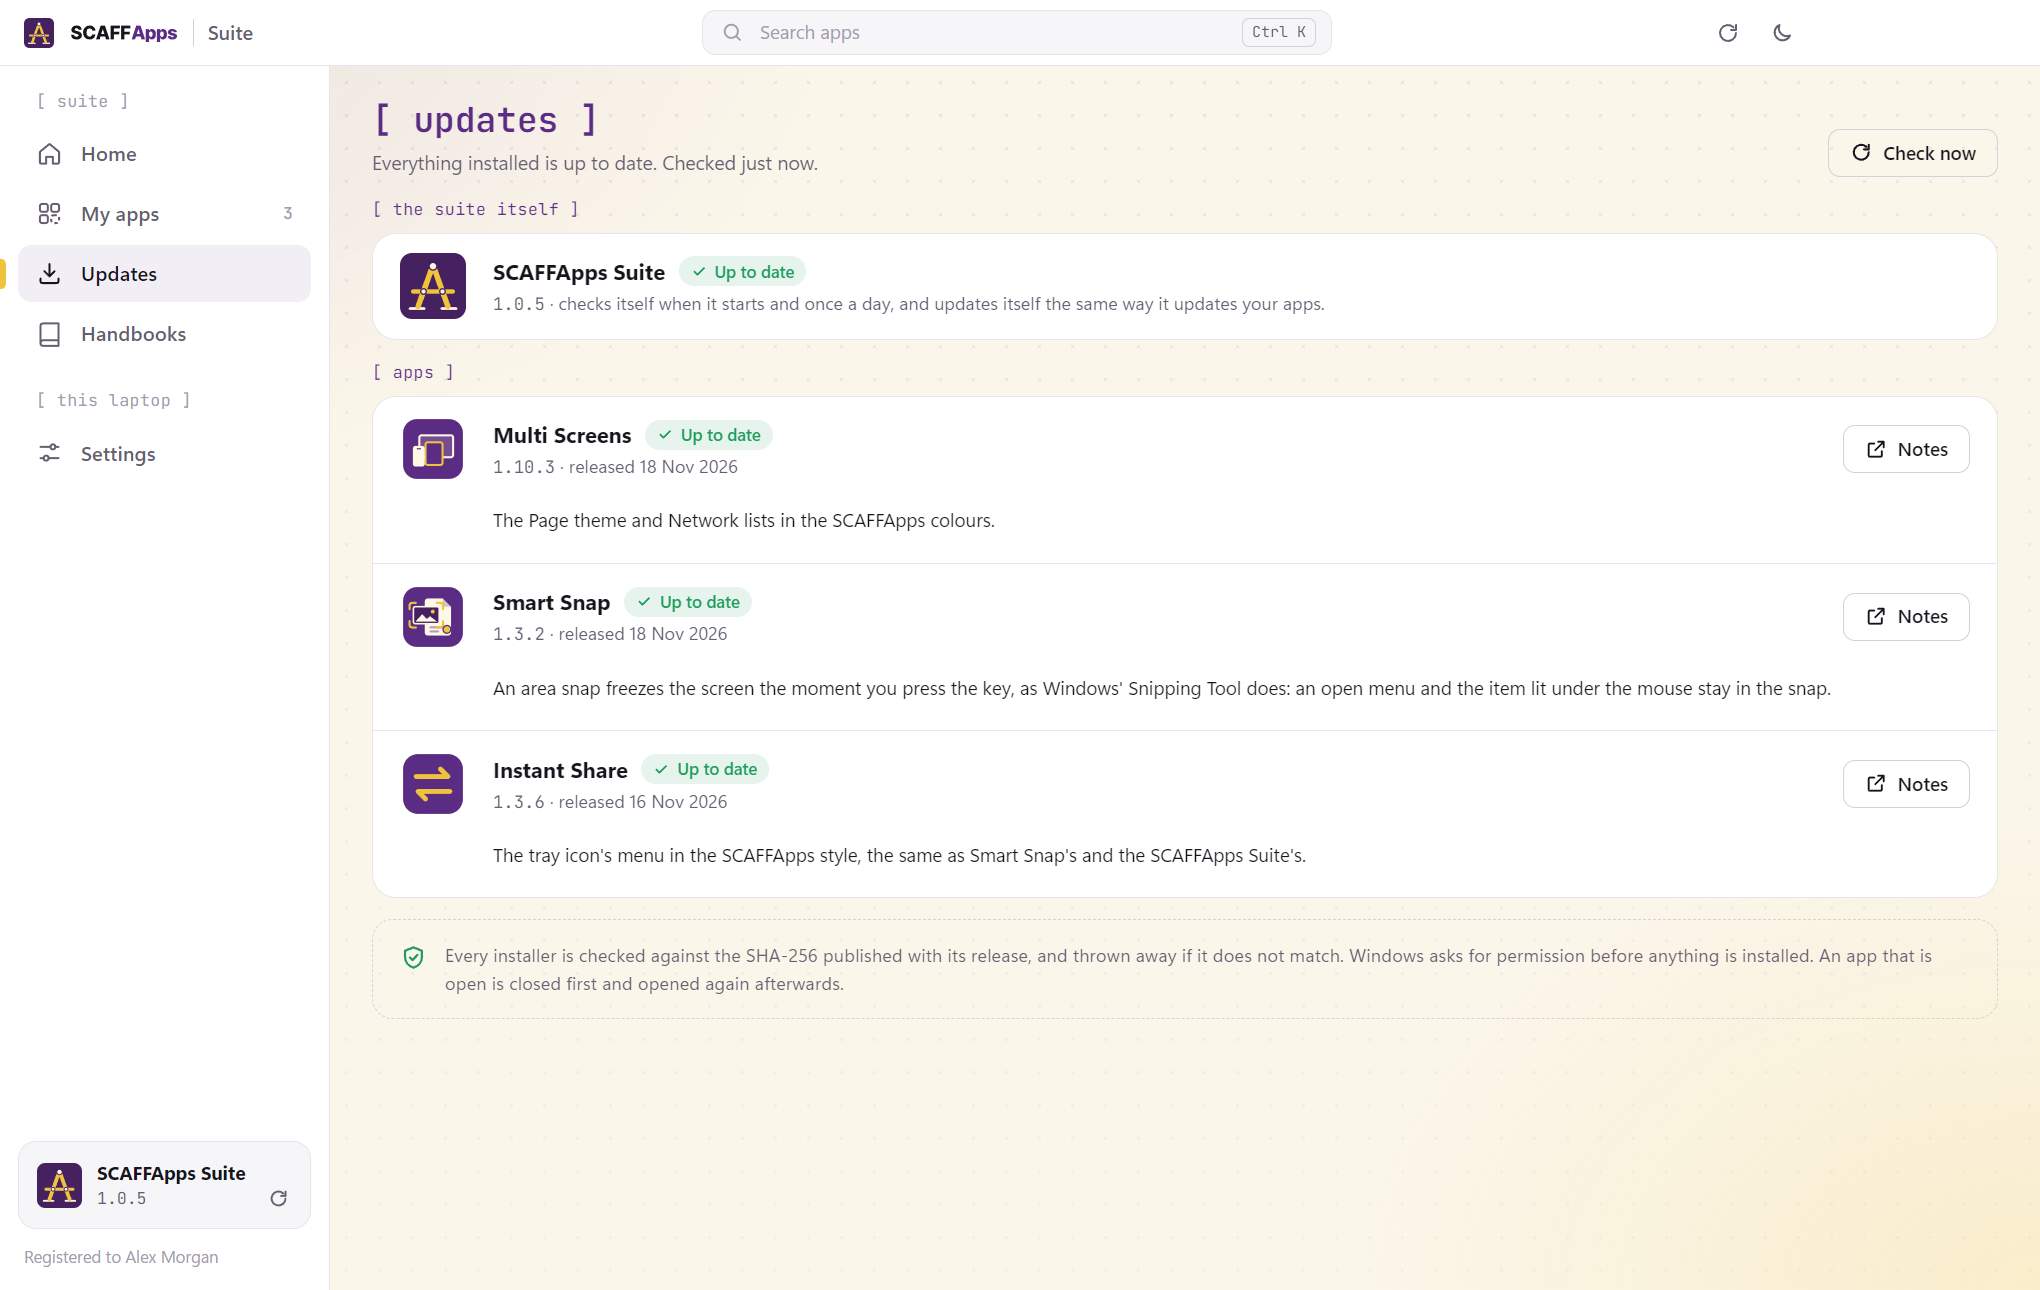 SCAFFApps Suite
Search apps
Ctrl K
[ suite ]
Home
My apps 3
Updates
Handbooks
[ this laptop ]
Settings
SCAFFApps Suite
1.0.5
Registered to Alex Morgan
[ updates ]
Everything installed is up to date. Checked just now.
Check now
[ the suite itself ]
SCAFFApps Suite Up to date
1.0.5 · checks itself when it starts and once a day, and updates itself the same way it updates your apps.
[ apps ]
Multi Screens Up to date
1.10.3 · released 18 Nov 2026
Notes
The Page theme and Network lists in the SCAFFApps colours.
Smart Snap Up to date
1.3.2 · released 18 Nov 2026
Notes
An area snap freezes the screen the moment you press the key, as Windows' Snipping Tool does: an open menu and the item lit under the mouse stay in the snap.
Instant Share Up to date
1.3.6 · released 16 Nov 2026
Notes
The tray icon's menu in the SCAFFApps style, the same as Smart Snap's and the SCAFFApps Suite's.
Every installer is checked against the SHA-256 published with its release, and thrown away if it does not match. Windows asks for permission before anything is installed. An app that is
open is closed first and opened again afterwards.